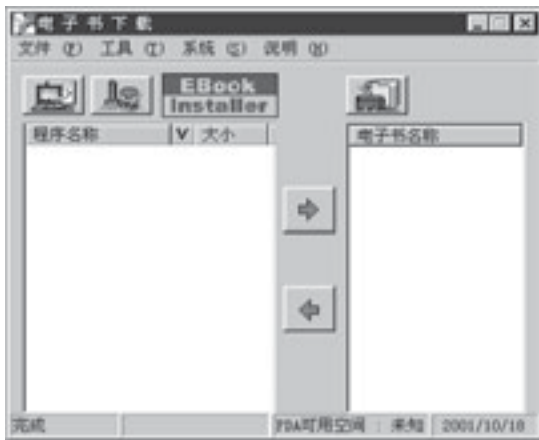 电子书下载
文件 (F) 工具 (T) 系统 (S) 说明 (H)
EBook
Installer
程序名称 V 大小
电子书名称
完成 PDA可用空间 : 未知 2001/10/18